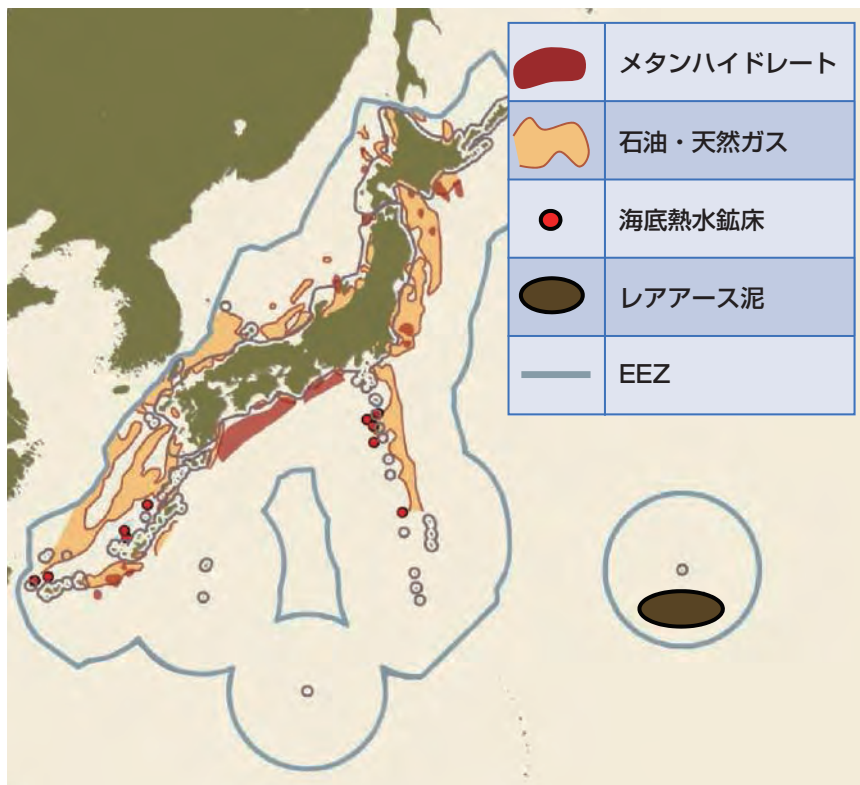 メタンハイドレート
石油・天然ガス
海底熱水鉱床
レアアース泥
EEZ